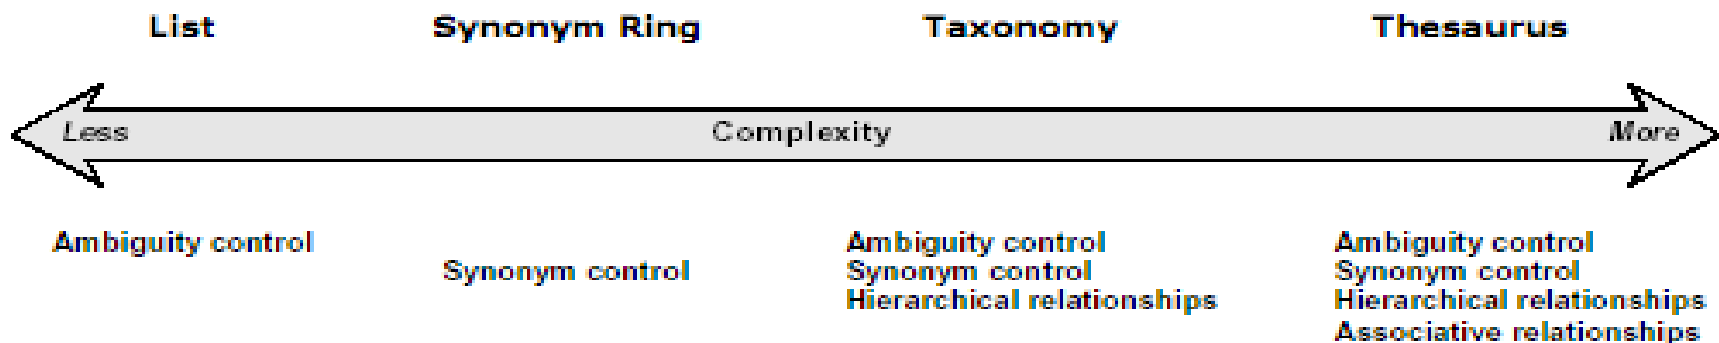 List Synonym Ring Taxonomy Thesaurus
Less Complexity More
Ambiguity control Ambiguity control Ambiguity control
Synonym control Synonym control Synonym control
Hierarchical relationships Hierarchical relationships
Associative relationships